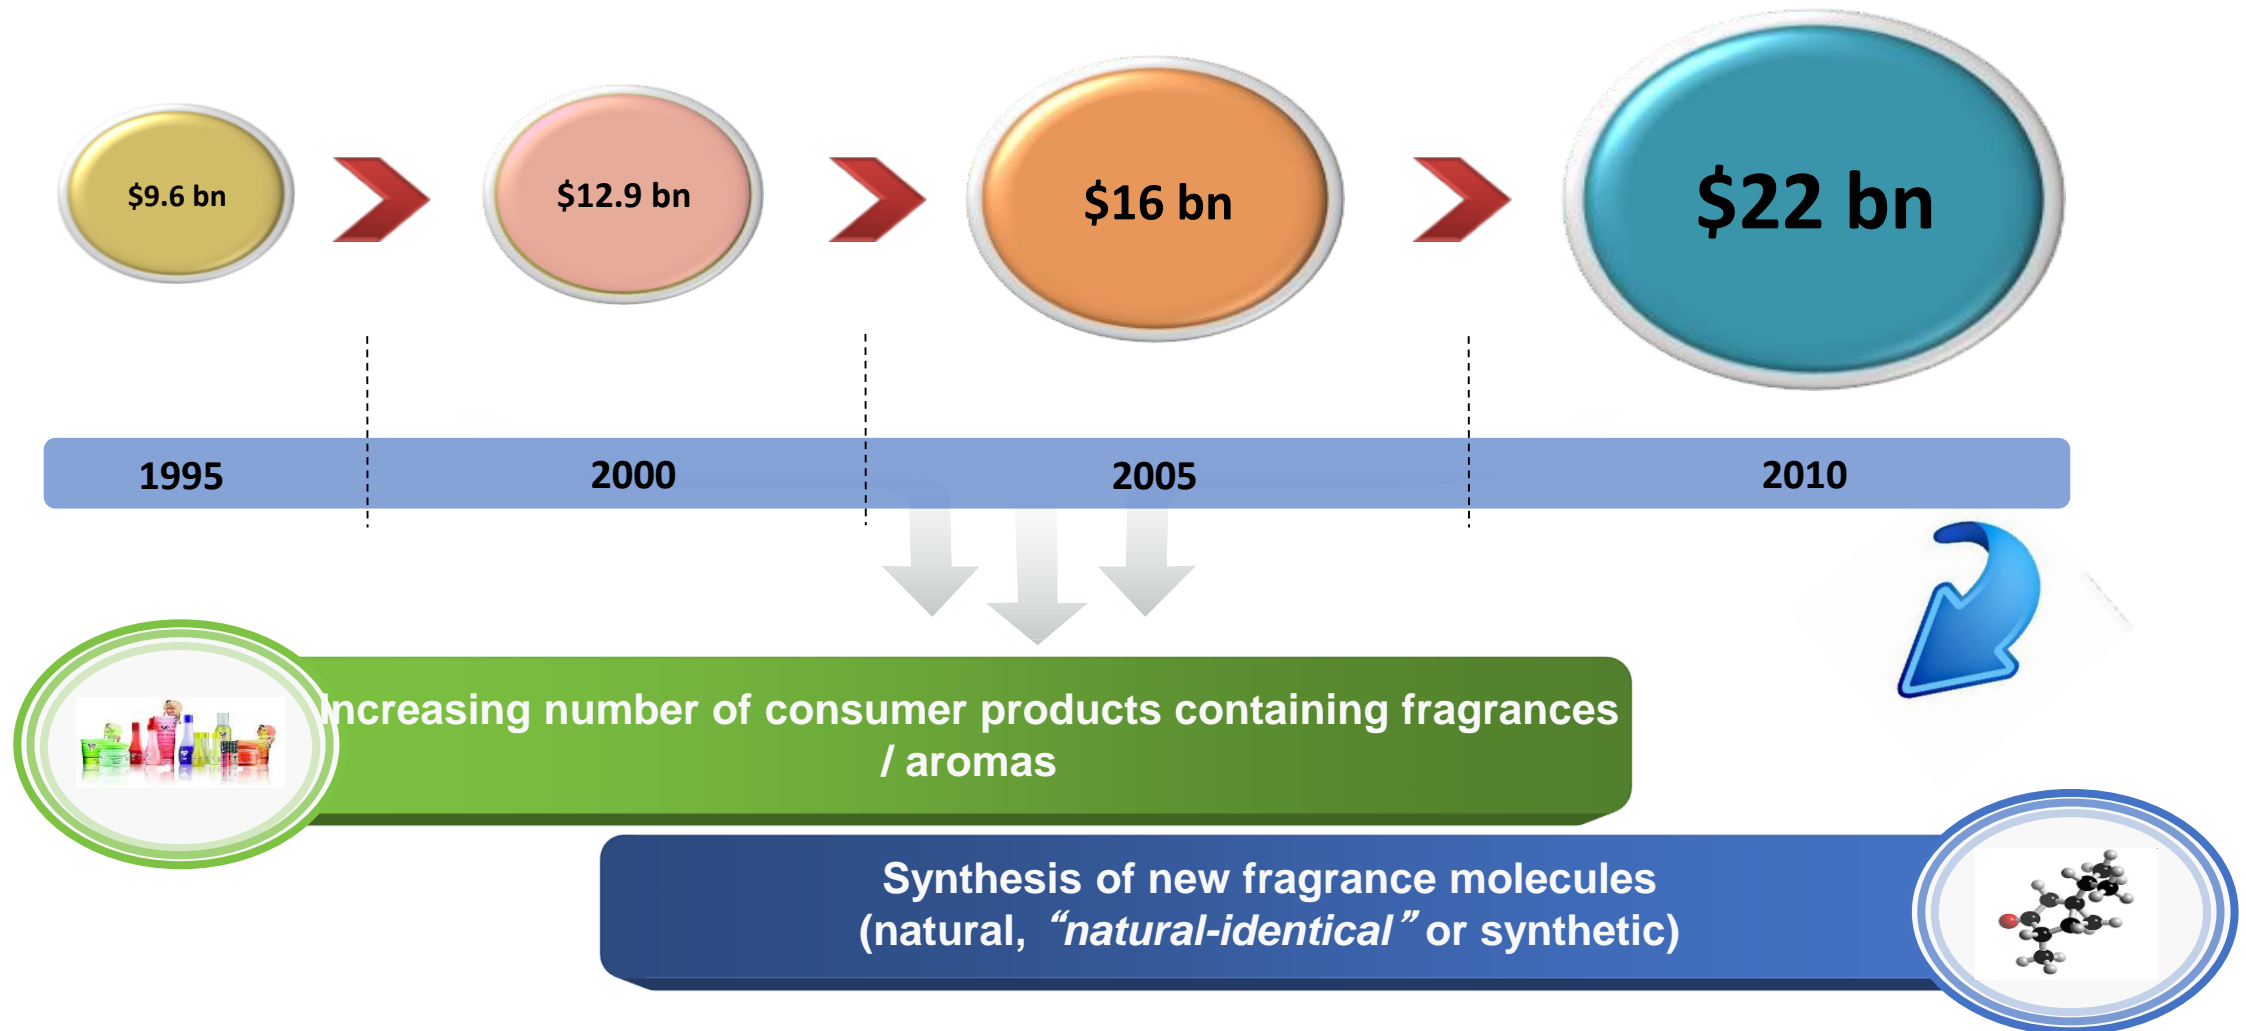 $9.6 bn
$12.9 bn
$16 bn
$22 bn
1995
2000
2005
2010
Increasing number of consumer products containing fragrances
/ aromas
Synthesis of new fragrance molecules
(natural, “natural-identical” or synthetic)